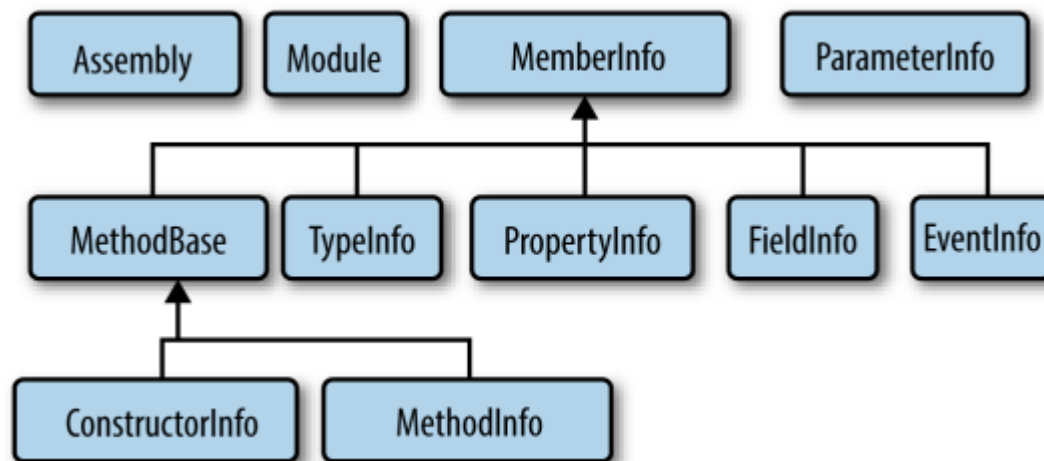 Assembly
Module
MemberInfo
ParameterInfo
MethodBase
TypeInfo
PropertyInfo
FieldInfo
EventInfo
ConstructorInfo
MethodInfo